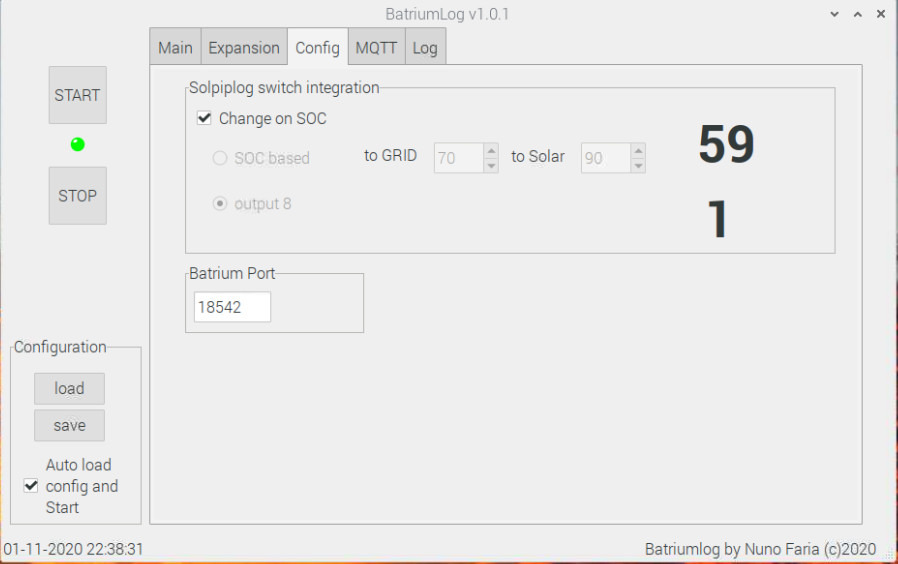 BatriumLog v1.0.1
Main Expansion Config MQTT Log
START
STOP
Solpiplog switch integration
Change on SOC
SOC based to GRID 70 to Solar 90
output 8
59
1
Batrium Port
18542
Configuration
load
save
Auto load
config and
Start
01-11-2020 22:38:31
Batriumlog by Nuno Faria (c)2020